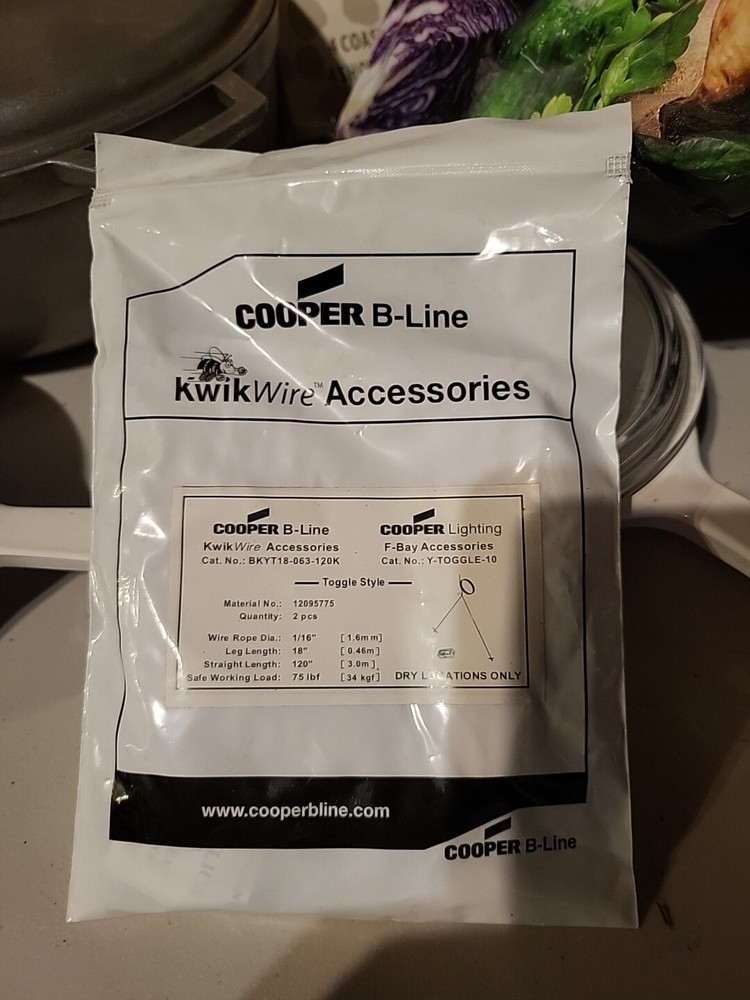 COAS
COOPER B-Line
KwikWire™ Accessories
COOPER B-Line
KwikWire Accessories
Cat. No.: BKYT18-063-120K
COOPER Lighting
F-Bay Accessories
Cat. No.: Y-TOGGLE-10
Toggle Style
Material No.: 12095775
Quantity: 2 pcs
Wire Rope Dia.: 1/16" [1.6mm]
Leg Length: 18" [0.46m]
Straight Length: 120" [3.0m]
Safe Working Load: 75 lbf [34 kgf]
DRY LOCATIONS ONLY
www.cooperbline.com
COOPER B-Line